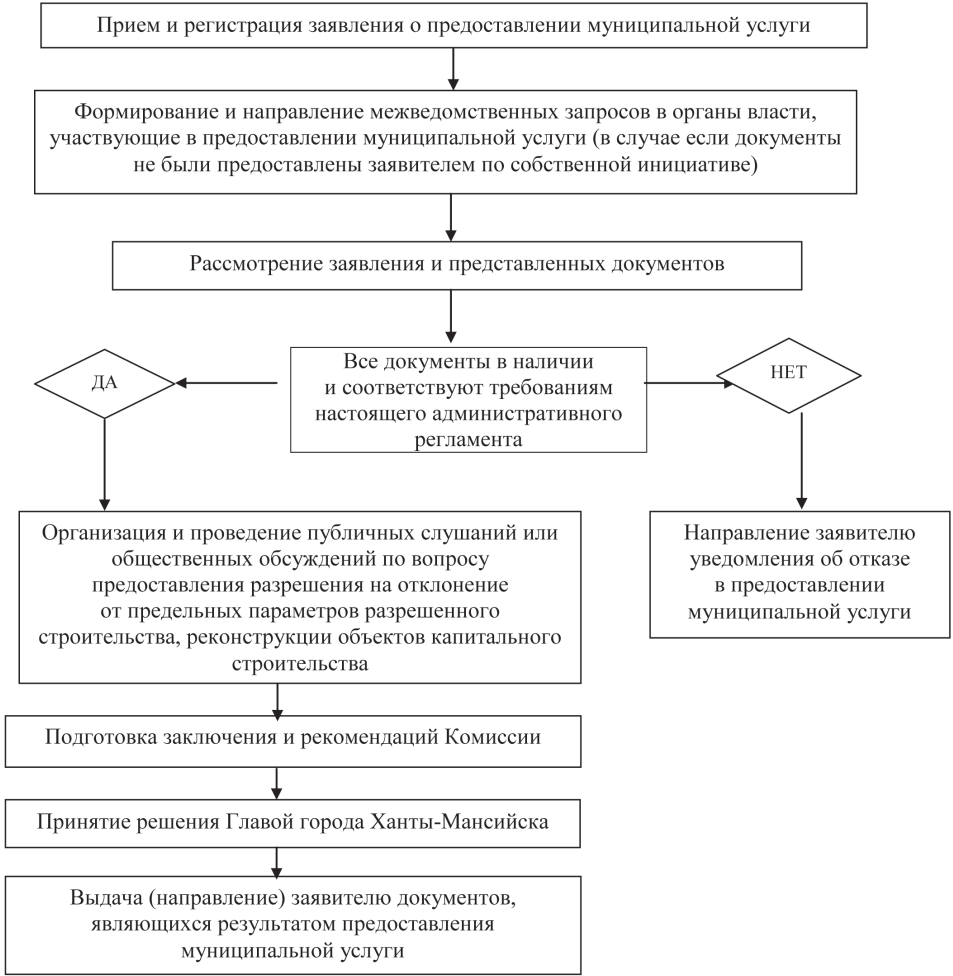 Прием и регистрация заявления о предоставлении муниципальной услуги
Формирование и направление межведомственных запросов в органы власти,
участвующие в предоставлении муниципальной услуги (в случае если документы
не были предоставлены заявителем по собственной инициативе)
Рассмотрение заявления и представленных документов
ДА
Все документы в наличии
и соответствуют требованиям
настоящего административного
регламента
НЕТ
Организация и проведение публичных слушаний или
общественных обсуждений по вопросу
предоставления разрешения на отклонение
от предельных параметров разрешенного
строительства, реконструкции объектов капитального
строительства
Направление заявителю
уведомления об отказе
в предоставлении
муниципальной услуги
Подготовка заключения и рекомендаций Комиссии
Принятие решения Главой города Ханты-Мансийска
Выдача (направление) заявителю документов,
являющихся результатом предоставления
муниципальной услуги